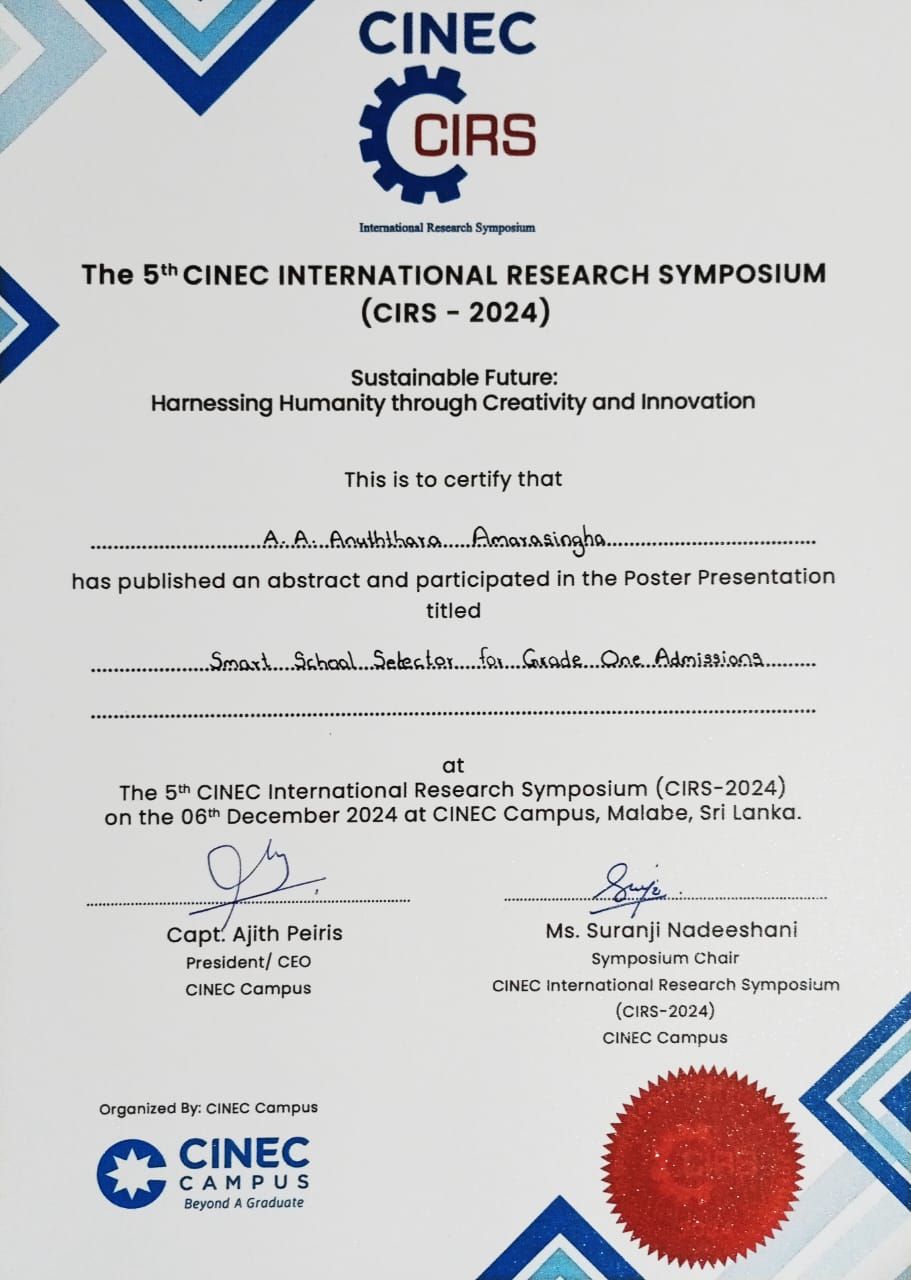 CINEC
CIRS
International Research Symposium
The 5th CINEC INTERNATIONAL RESEARCH SYMPOSIUM
(CIRS - 2024)
Sustainable Future:
Harnessing Humanity through Creativity and Innovation
This is to certify that
A. A. Anuththara Amarasingha
has published an abstract and participated in the Poster Presentation
titled
Smart School Selector for Grade One Admissions
at
The 5th CINEC International Research Symposium (CIRS-2024)
on the 06th December 2024 at CINEC Campus, Malabe, Sri Lanka.
Capt. Ajith Peiris
President/ CEO
CINEC Campus
Ms. Suranji Nadeeshani
Symposium Chair
CINEC International Research Symposium
(CIRS-2024)
CINEC Campus
Organized By: CINEC Campus
CINEC
CAMPUS
Beyond A Graduate
CIRS